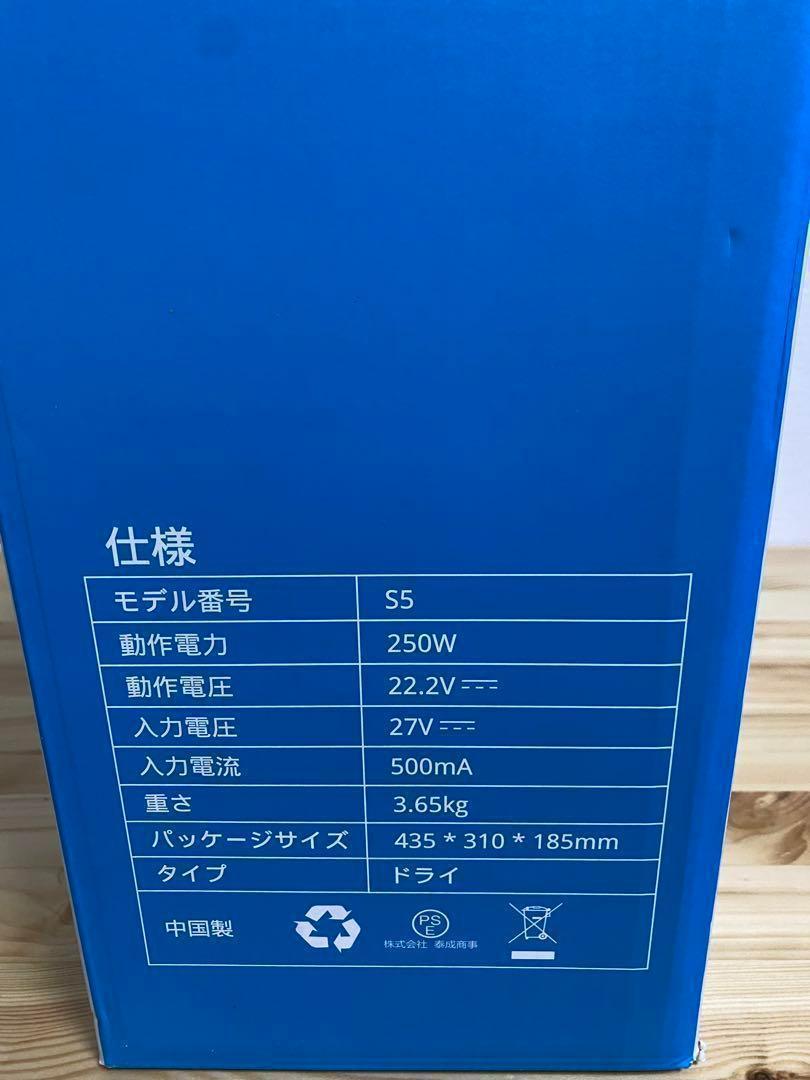 仕様
モデル番号 S5
動作電力 250W
動作電圧 22.2V
入力電圧 27V
入力電流 500mA
重さ 3.65kg
パッケージサイズ 435 * 310 * 185mm
タイプ ドライ
中国製
PS
E
株式会社 泰成商事